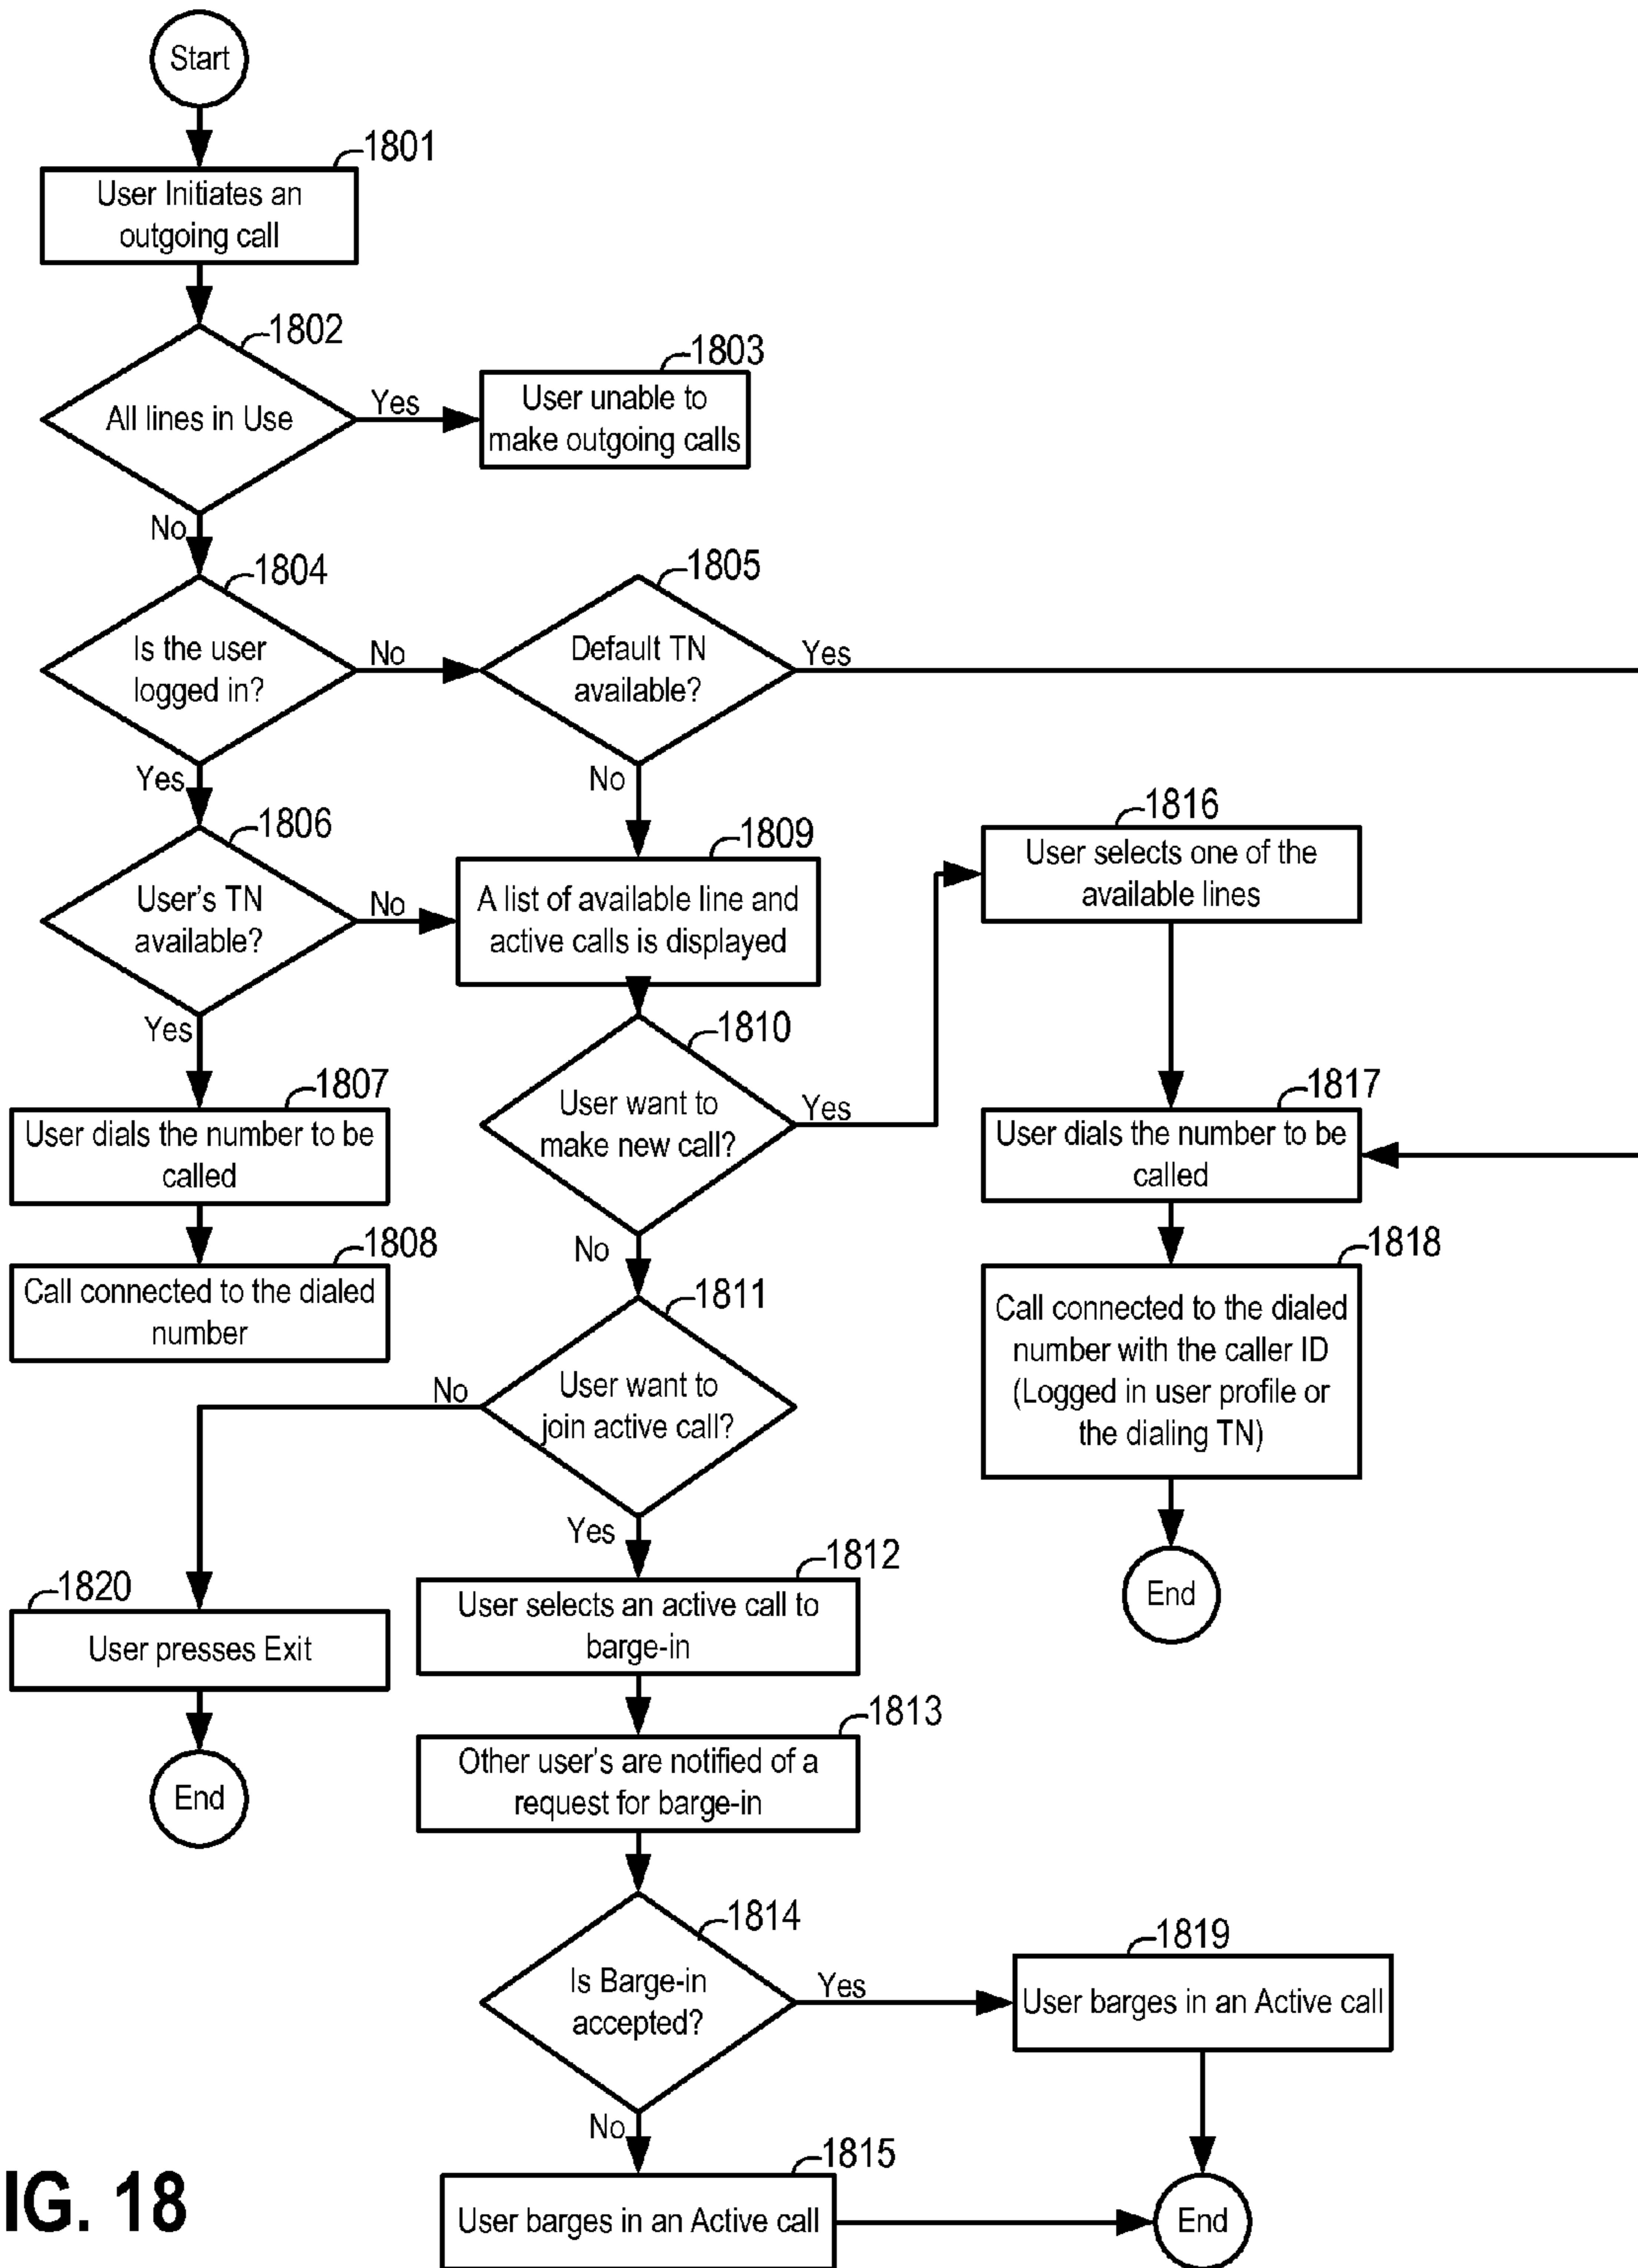 Start
1801
User Initiates an
outgoing call
1802
All lines in Use
Yes
1803
User unable to
make outgoing calls
No
1804
Is the user
logged in?
No
1805
Default TN
available?
Yes
Yes
No
1806
User's TN
available?
No
1809
A list of available line and
active calls is displayed
1816
User selects one of the
available lines
Yes
1810
User want to
make new call?
Yes
1807
User dials the number to be
called
1817
User dials the number to be
called
1808
Call connected to the dialed
number
No
1811
User want to
join active call?
No
1818
Call connected to the dialed
number with the caller ID
(Logged in user profile or
the dialing TN)
End
Yes
1812
User selects an active call to
barge-in
1820
User presses Exit
End
1813
Other user's are notified of a
request for barge-in
1814
Is Barge-in
accepted?
Yes
1819
User barges in an Active call
No
1815
User barges in an Active call
End
IG. 18